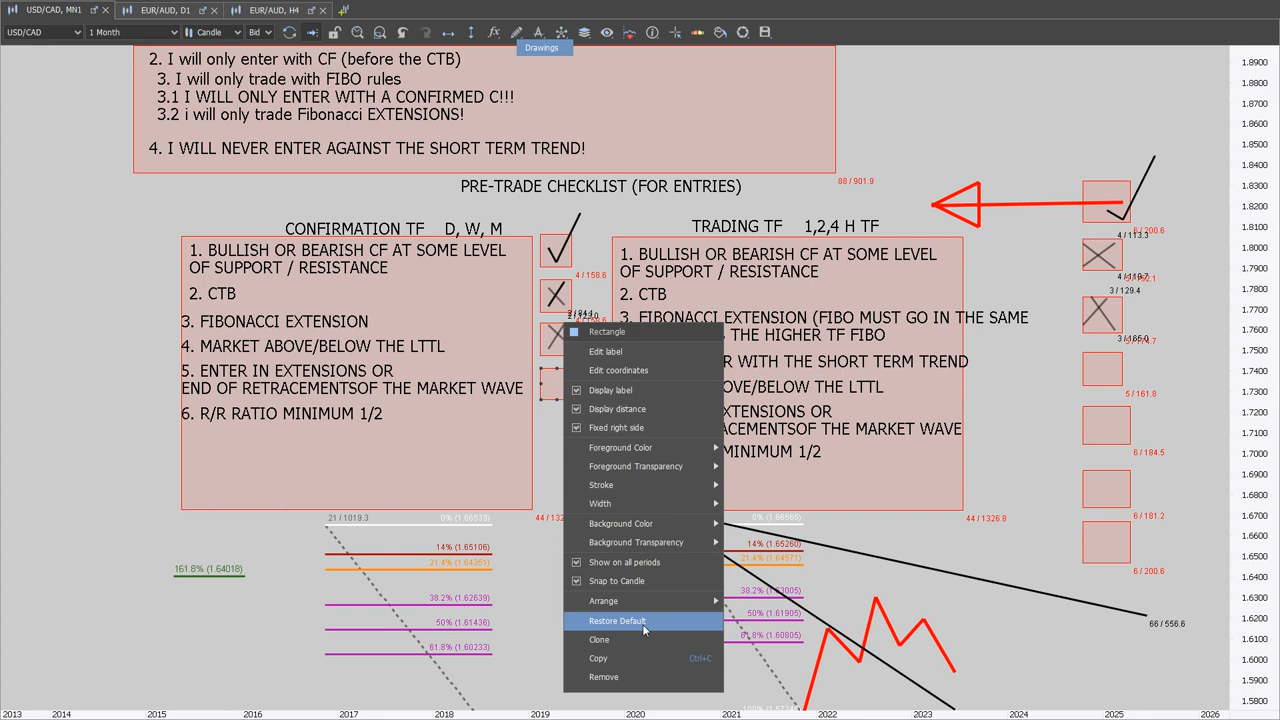 USD/CAD, MN1
EUR/AUD, D1
EUR/AUD, H4
USD/CAD
1 Month
Candle
Bid
Drawings
2. I will only enter with CF (before the CTB)
3. I will only trade with FIBO rules
3.1 I WILL ONLY ENTER WITH A CONFIRMED C!!!
3.2 i will only trade Fibonacci EXTENSIONS!
4. I WILL NEVER ENTER AGAINST THE SHORT TERM TREND!
88 / 901.9
PRE-TRADE CHECKLIST (FOR ENTRIES)
CONFIRMATION TF D, W, M
1. BULLISH OR BEARISH CF AT SOME LEVEL
OF SUPPORT / RESISTANCE
2. CTB
3. FIBONACCI EXTENSION
4. MARKET ABOVE/BELOW THE LTTL
5. ENTER IN EXTENSIONS OR
END OF RETRACEMENTSOF THE MARKET WAVE
6. R/R RATIO MINIMUM 1/2
4 / 158.6
44 / 132
TRADING TF 1,2,4 H TF
1. BULLISH OR BEARISH CF AT SOME LEVEL
OF SUPPORT / RESISTANCE
2. CTB
3. FIBONACCI EXTENSION (FIBO MUST GO IN THE SAME
THE HIGHER TF FIBO
R WITH THE SHORT TERM TREND
OVE/BELOW THE LTTL
XTENSIONS OR
ACEMENTSOF THE MARKET WAVE
MINIMUM 1/2
44 / 1326.8
4 / 113.3
3 / 129.4
5 / 161.8
6 / 184.5
6 / 181.2
6 / 200.6
Rectangle
Edit label
Edit coordinates
Display label
Display distance
Fixed right side
Foreground Color
Foreground Transparency
Stroke
Width
Background Color
Background Transparency
Show on all periods
Snap to Candle
Arrange
Restore Default
Clone
Copy Ctrl+C
Remove
21 / 1019.3
0% (1.66533)
14% (1.65106)
21.4% (1.64351)
161.8% (1.64018)
38.2% (1.62639)
50% (1.61436)
61.8% (1.60233)
0% (1.66565)
14% (1.65260)
21.4% (1.64571)
50% (1.61905)
66 / 556.6
1.8900
1.8800
1.8700
1.8600
1.8500
1.8400
1.8300
1.8200
1.8100
1.8000
1.7900
1.7800
1.7700
1.7600
1.7500
1.7400
1.7300
1.7200
1.7100
1.7000
1.6900
1.6800
1.6700
1.6600
1.6500
1.6400
1.6300
1.6200
1.6100
1.6000
1.5900
1.5800
2013 2014 2015 2016 2017 2018 2019 2020 2021 2022 2023 2024 2025 2026